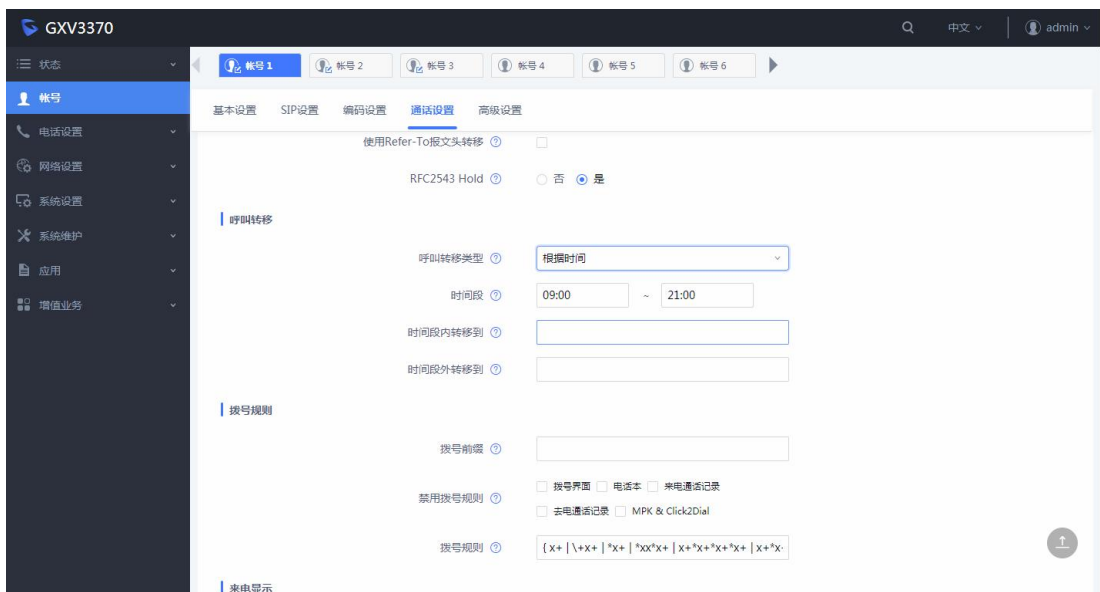 GXV3370
中文
admin
状态
帐号
电话设置
网络设置
系统设置
系统维护
应用
增值业务
帐号 1
帐号 2
帐号 3
帐号 4
帐号 5
帐号 6
基本设置 SIP设置 编码设置 通话设置 高级设置
使用Refer-To报文头转移
RFC2543 Hold 否 是
呼叫转移
呼叫转移类型 根据时间
时间段 09:00 ~ 21:00
时间段内转移到
时间段外转移到
拨号规则
拨号前缀
禁用拨号规则 拨号界面 电话本 来电通话记录
去电通话记录 MPK & Click2Dial
拨号规则 { x+ | \+x+ | *x+ | *xx*x+ | x+*x+*x+*x+ | x+*x-
来电显示